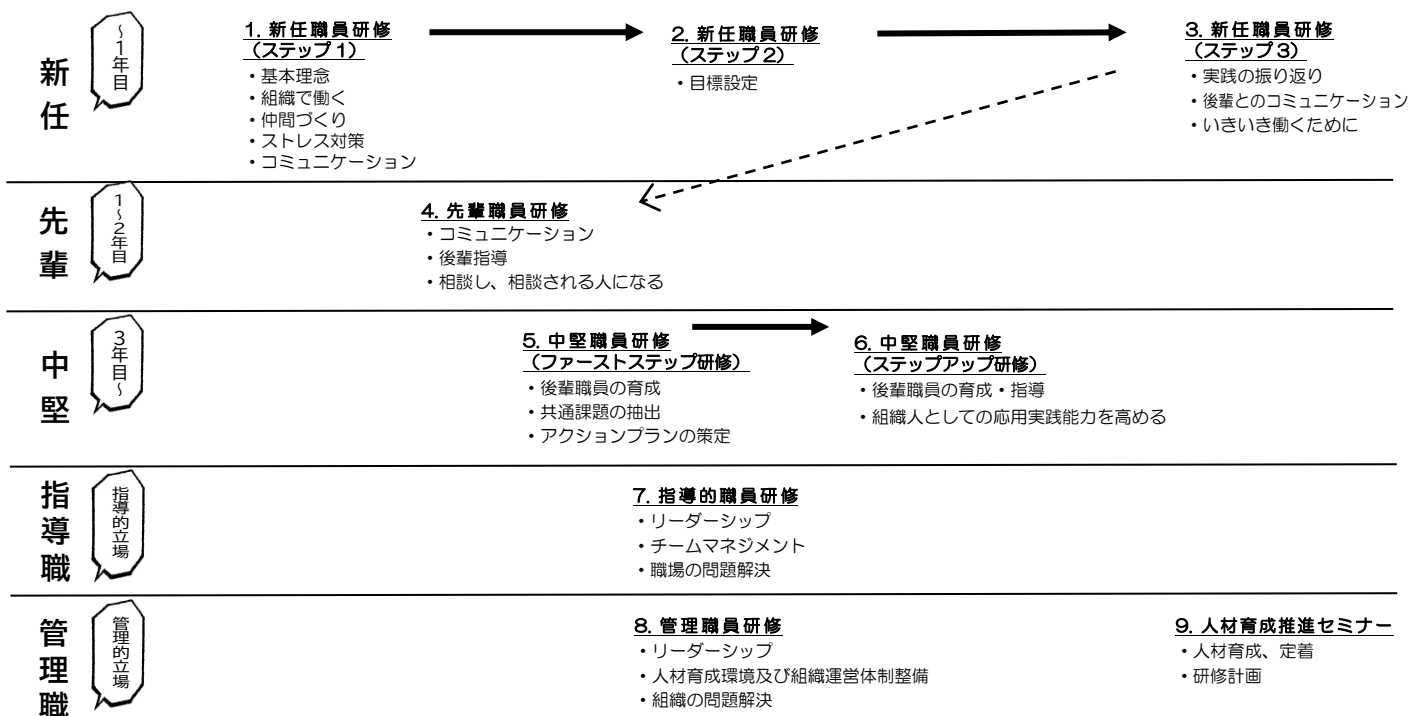 新任
～1年目
1. 新任職員研修
（ステップ1）
・基本理念
・組織で働く
・仲間づくり
・ストレス対策
・コミュニケーション
2. 新任職員研修
（ステップ2）
・目標設定
3. 新任職員研修
（ステップ3）
・実践の振り返り
・後輩とのコミュニケーション
・いきいき働くために
先輩
1～2年目
4. 先輩職員研修
・コミュニケーション
・後輩指導
・相談し、相談される人になる
中堅
3年目～
5. 中堅職員研修
（ファーストステップ研修）
・後輩職員の育成
・共通課題の抽出
・アクションプランの策定
6. 中堅職員研修
（ステップアップ研修）
・後輩職員の育成・指導
・組織人としての応用実践能力を高める
指導職
指導的立場
7. 指導的職員研修
・リーダーシップ
・チームマネジメント
・職場の問題解決
管理職
管理的立場
8. 管理職員研修
・リーダーシップ
・人材育成環境及び組織運営体制整備
・組織の問題解決
9. 人材育成推進セミナー
・人材育成、定着
・研修計画